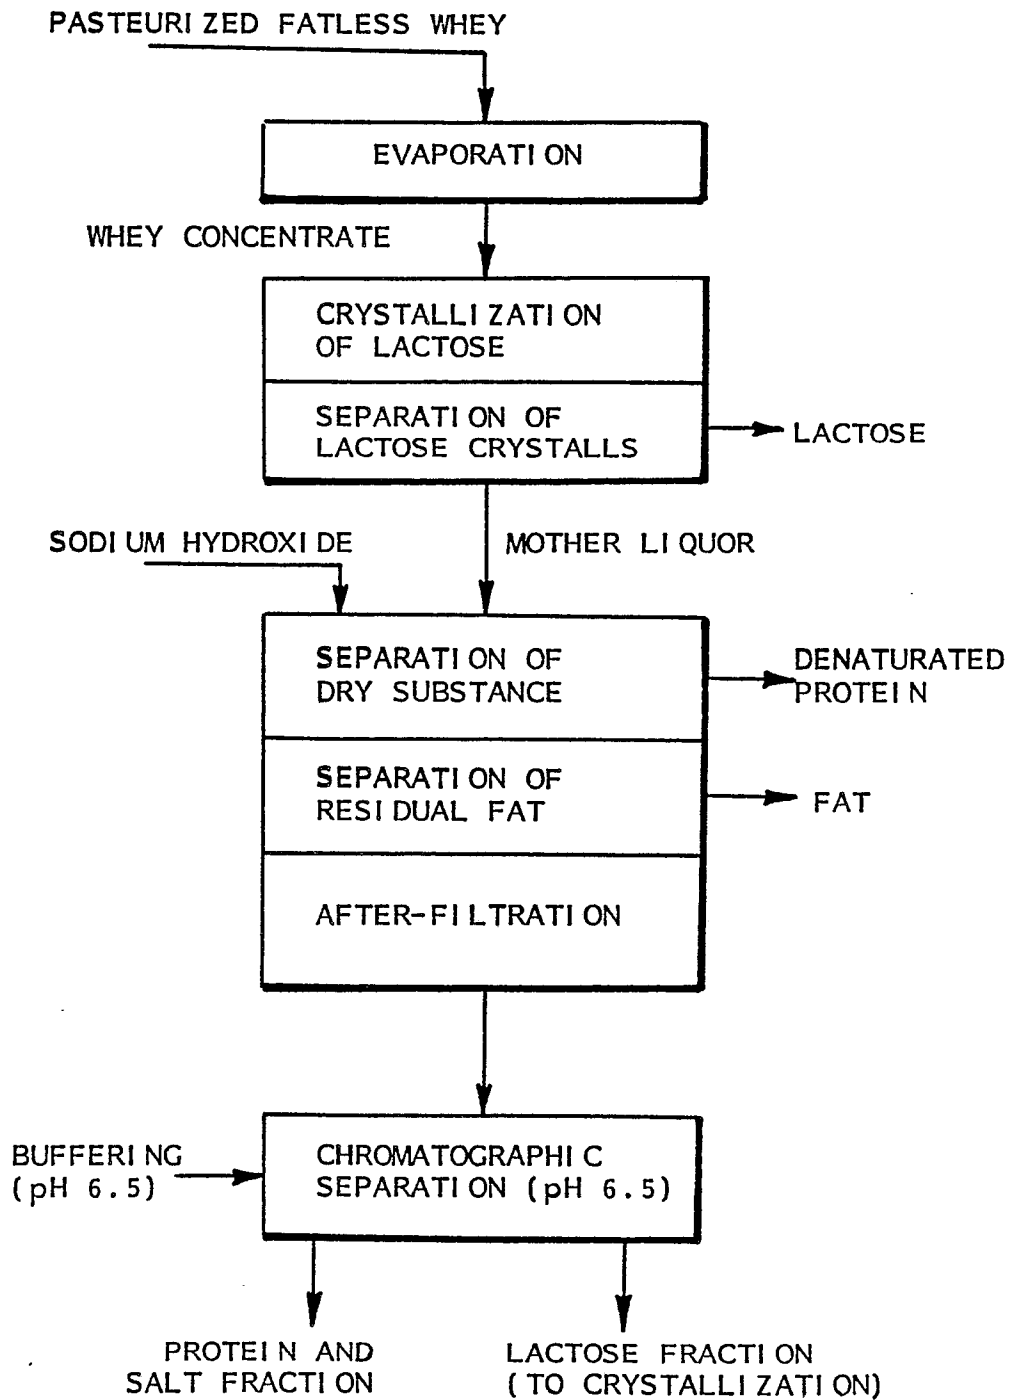 PASTEURIZED FATLESS WHEY
EVAPORATION
WHEY CONCENTRATE
CRYSTALLIZATION
OF LACTOSE
SEPARATION OF
LACTOSE CRYSTALLS
LACTOSE
SODIUM HYDROXIDE
MOTHER LIQUOR
SEPARATION OF
DRY SUBSTANCE
DENATURATED
PROTEIN
SEPARATION OF
RESIDUAL FAT
FAT
AFTER-FILTRATION
BUFFERING
(pH 6.5)
CHROMATOGRAPHIC
SEPARATION (pH 6.5)
PROTEIN AND
SALT FRACTION
LACTOSE FRACTION
(TO CRYSTALLIZATION)